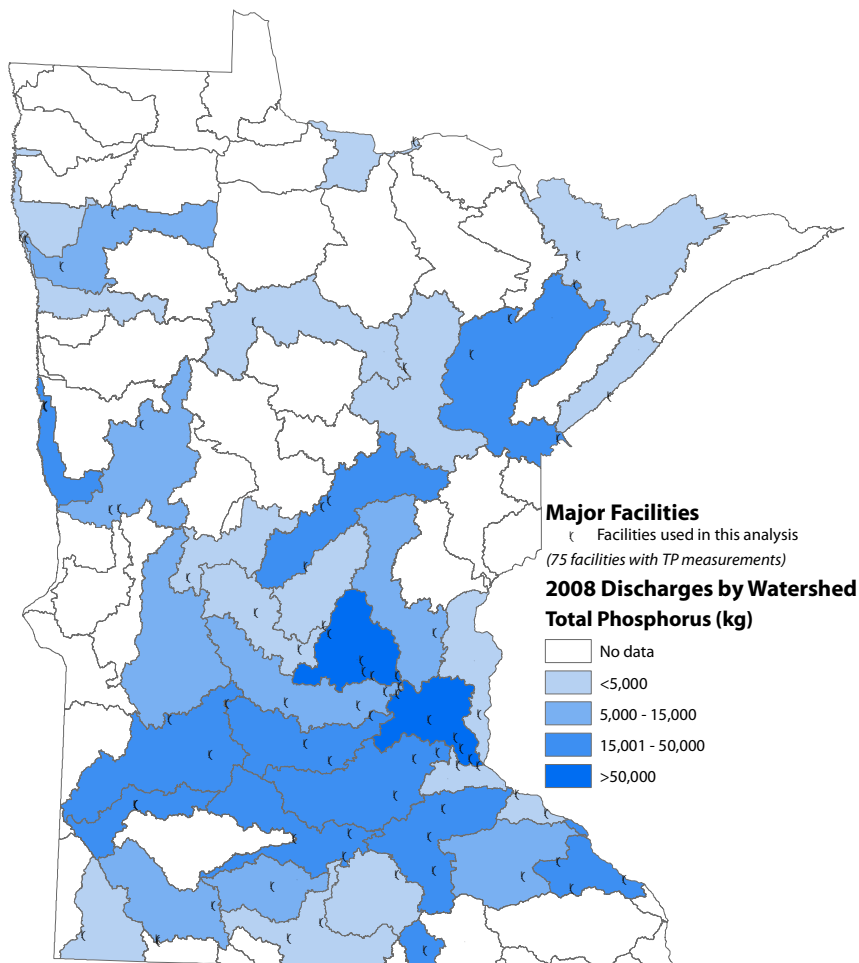 Major Facilities
Facilities used in this analysis
(75 facilities with TP measurements)
2008 Discharges by Watershed
Total Phosphorus (kg)
No data
<5,000
5,000 - 15,000
15,001 - 50,000
>50,000